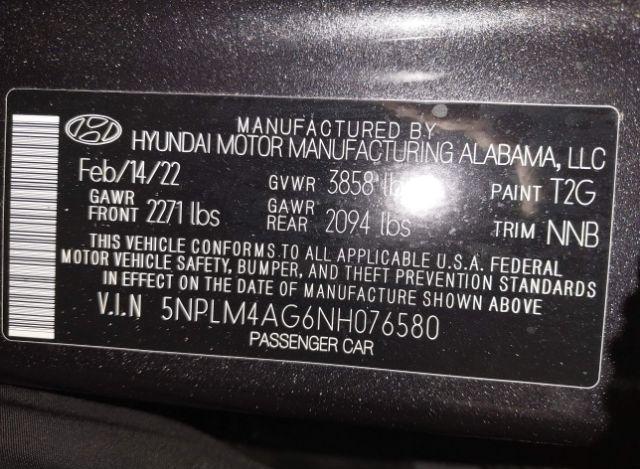 MANUFACTURED BY
HYUNDAI MOTOR MANUFACTURING ALABAMA, LLC
Feb/14/22 GVWR 3858 lbs PAINT T2G
GAWR FRONT 2271 lbs GAWR REAR 2094 lbs TRIM NNB
THIS VEHICLE CONFORMS TO ALL APPLICABLE U.S.A. FEDERAL
MOTOR VEHICLE SAFETY, BUMPER, AND THEFT PREVENTION STANDARDS
IN EFFECT ON THE DATE OF MANUFACTURE SHOWN ABOVE
V.I.N 5NPLM4AG6NH076580
PASSENGER CAR